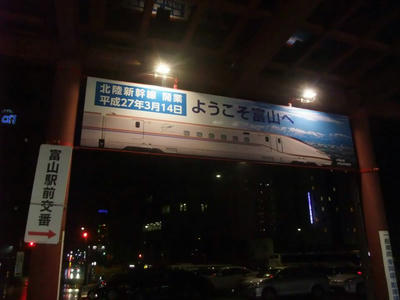 北陸新幹線 開業
平成27年3月14日
ようこそ富山へ
富山駅前交番